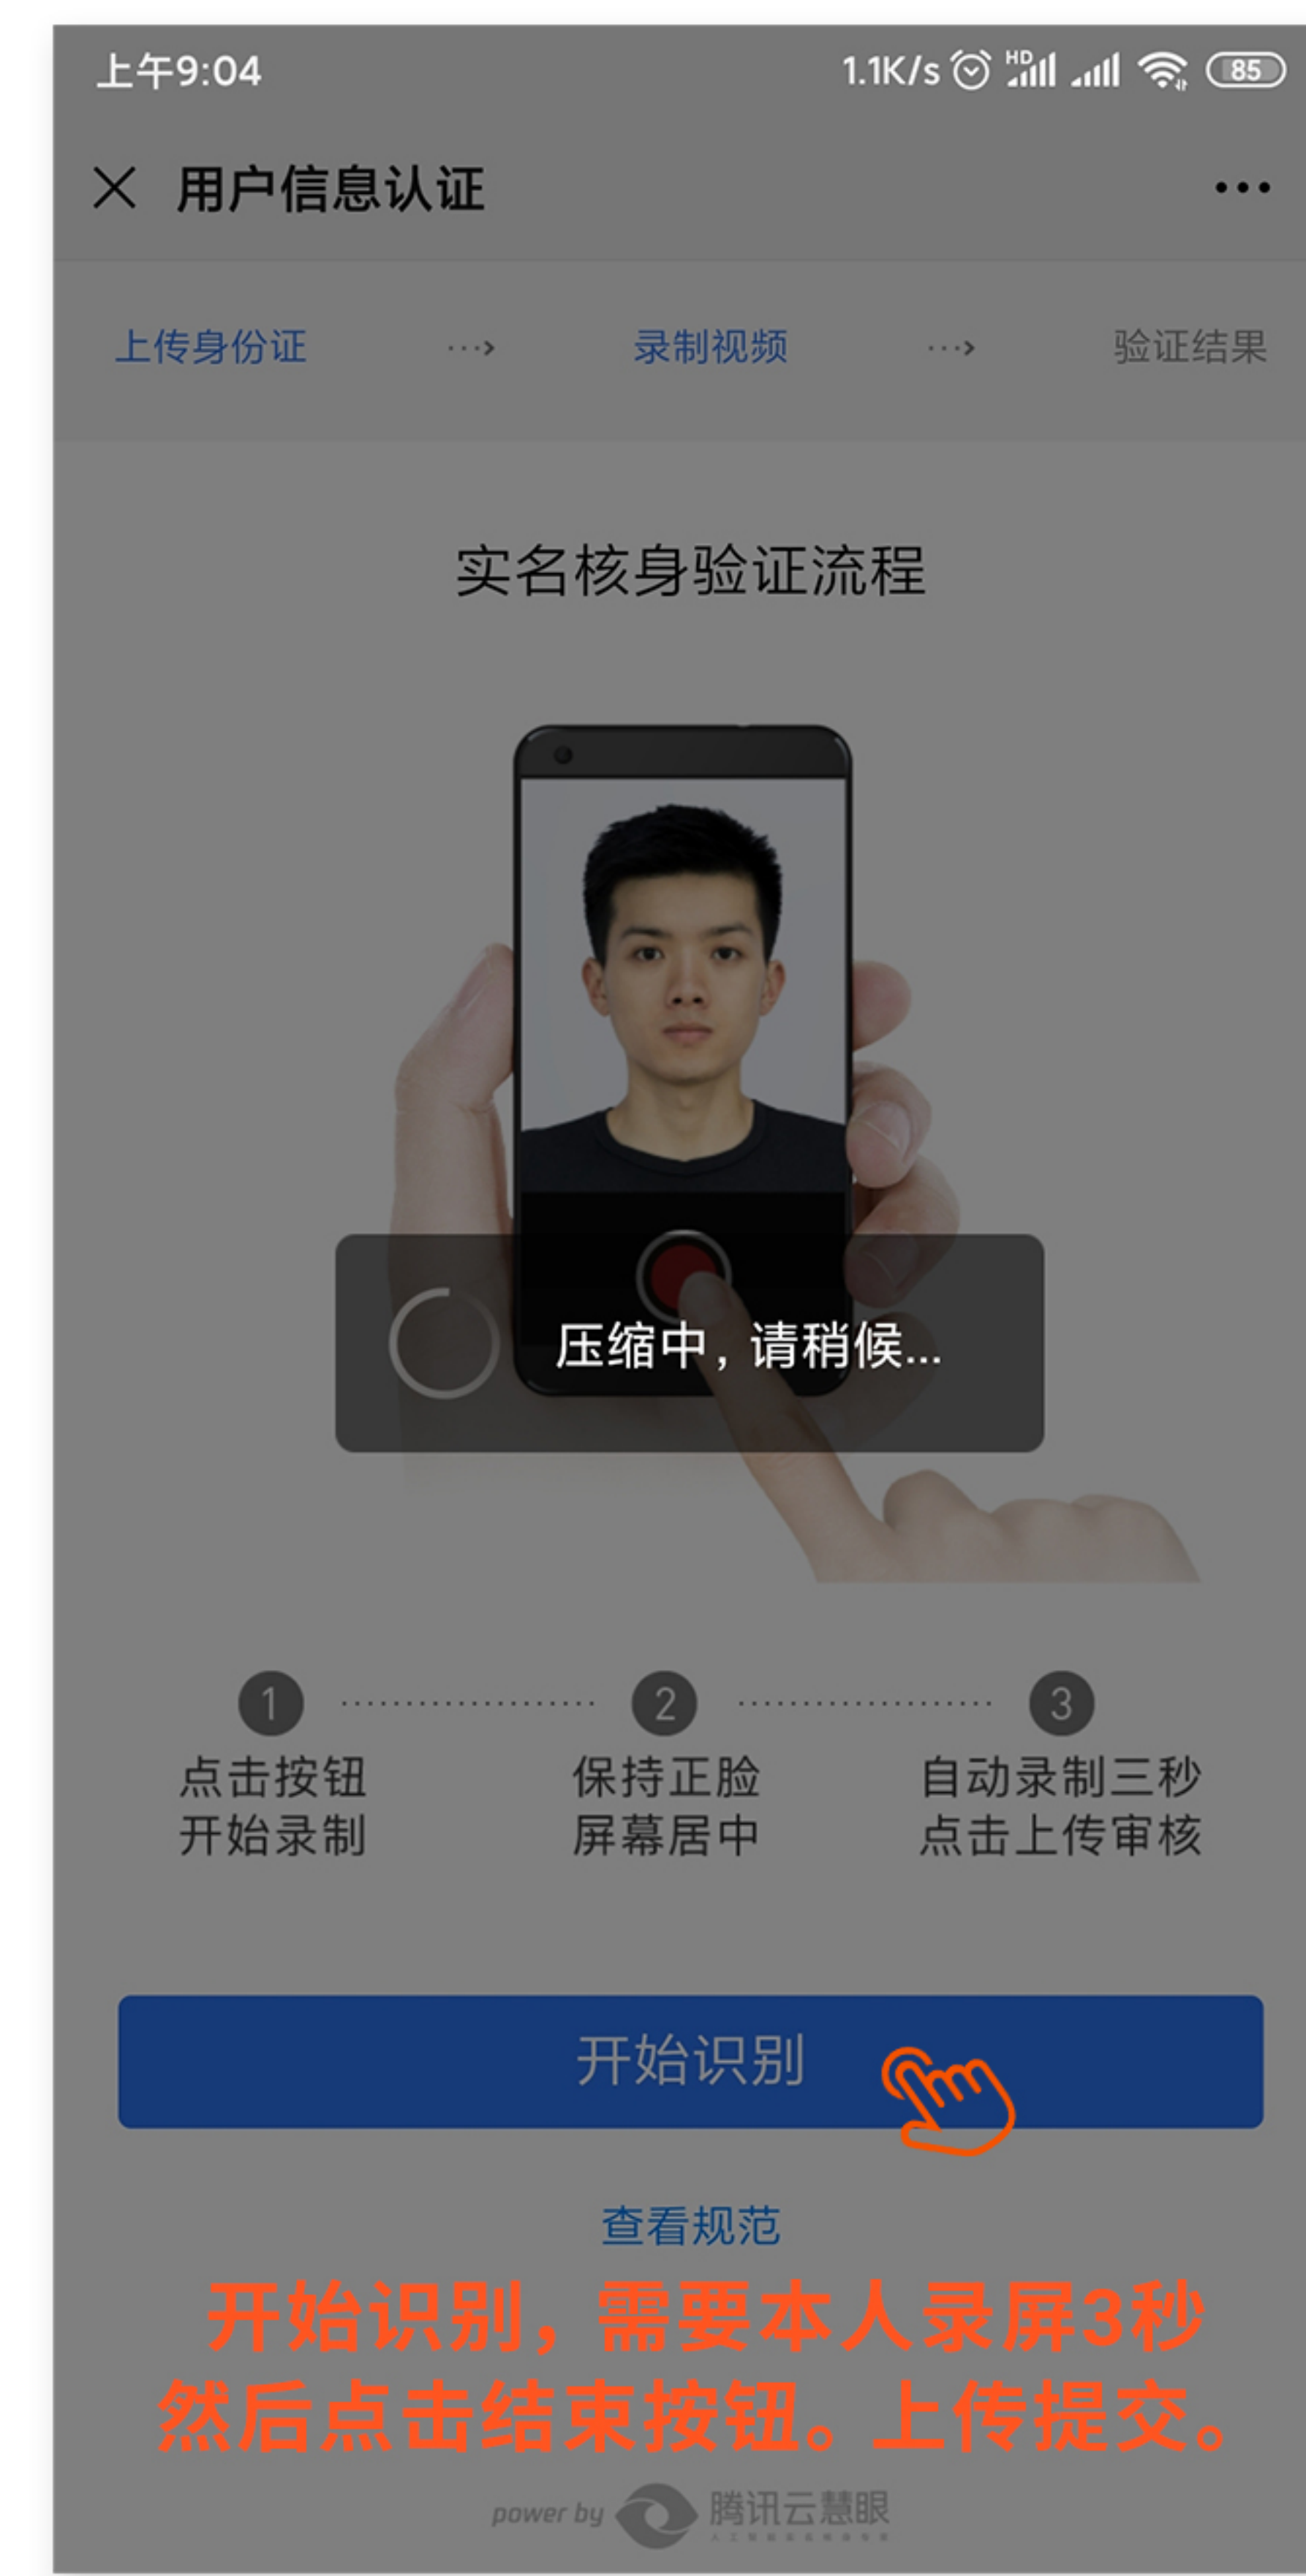 上午9:04
1.1K/s HD 85
用户信息认证
上传身份证 录制视频 验证结果
实名核身验证流程
压缩中，请稍候...
1 2 3
点击按钮 保持正脸 自动录制三秒
开始录制 屏幕居中 点击上传审核
开始识别
查看规范
开始识别，需要本人录屏3秒
然后点击结束按钮。上传提交。
power by 腾讯云慧眼